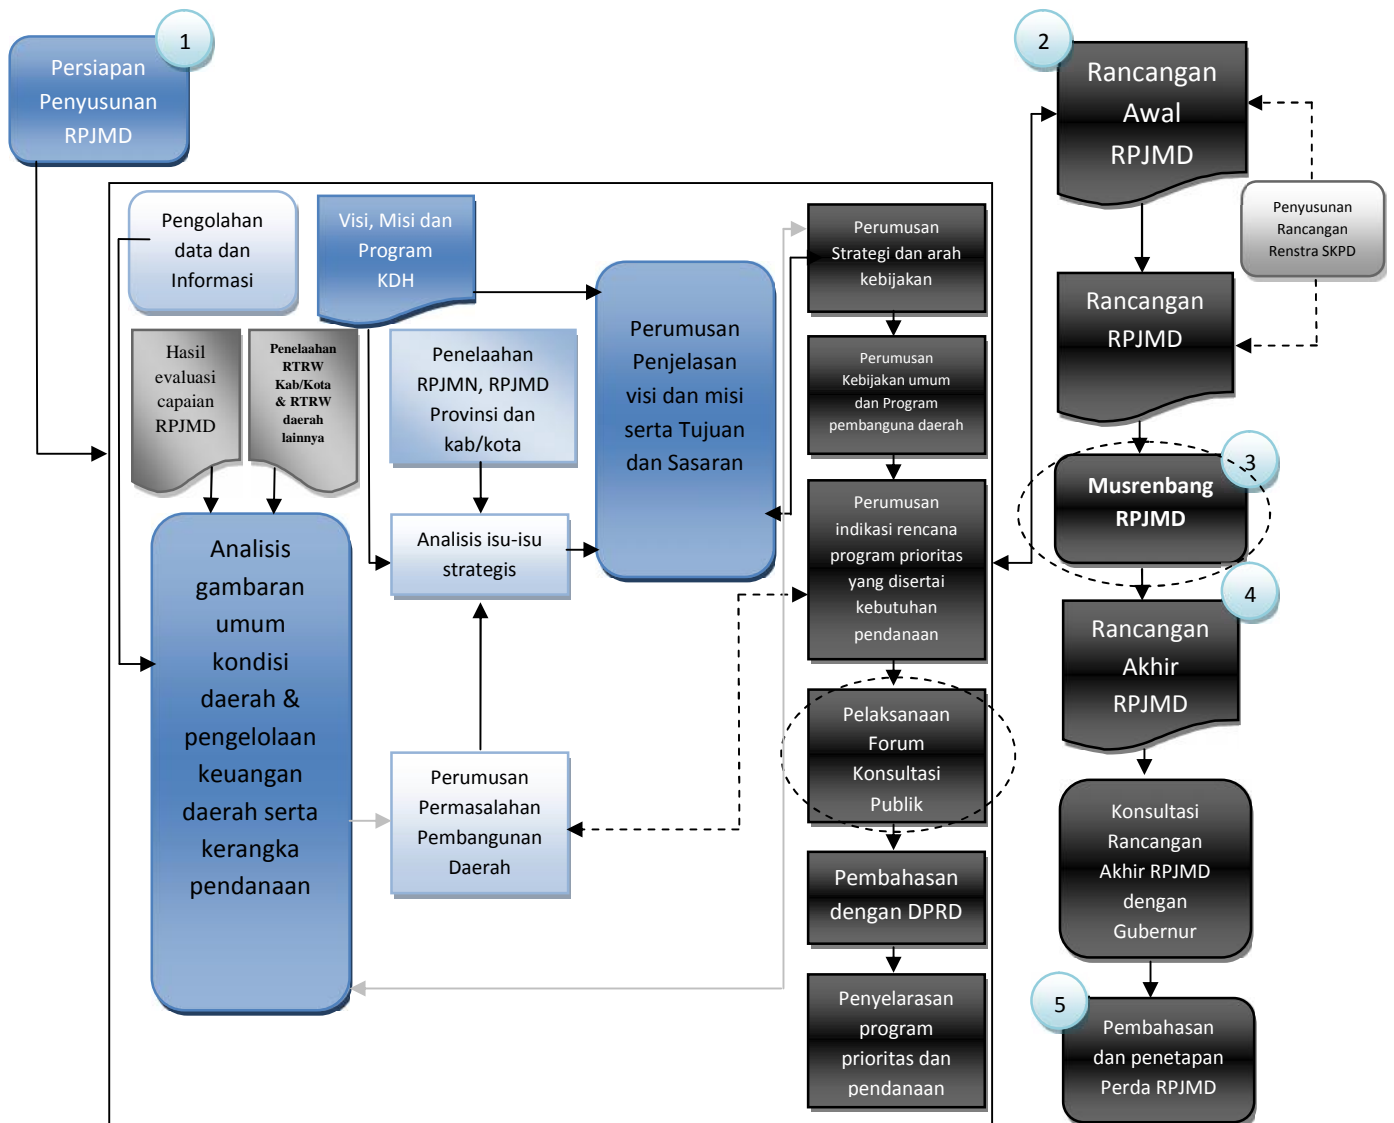 1
Persiapan
Penyusunan
RPJMD
Pengolahan
data dan
Informasi
Visi, Misi dan
Program
KDH
Hasil
evaluasi
capaian
RPJMD
Penelaahan
RTRW
Kab/Kota
& RTRW
daerah
lainnya
Penelaahan
RPJMN, RPJMD
Provinsi dan
kab/kota
Perumusan
Penjelasan
visi dan misi
serta Tujuan
dan Sasaran
Analisis
gambaran
umum
kondisi
daerah &
pengelolaan
keuangan
daerah serta
kerangka
pendanaan
Analisis isu-isu
strategis
Perumusan
Permasalahan
Pembangunan
Daerah
Perumusan
Strategi dan arah
kebijakan
Perumusan
Kebijakan umum
dan Program
pembanguna daerah
Perumusan
indikasi rencana
program prioritas
yang disertai
kebutuhan
pendanaan
Pelaksanaan
Forum
Konsultasi
Publik
Pembahasan
dengan DPRD
Penyelarasan
program
prioritas dan
pendanaan
2
Rancangan
Awal
RPJMD
Penyusunan
Rancangan
Renstra SKPD
Rancangan
RPJMD
3
Musrenbang
RPJMD
4
Rancangan
Akhir
RPJMD
Konsultasi
Rancangan
Akhir RPJMD
dengan
Gubernur
5
Pembahasan
dan penetapan
Perda RPJMD